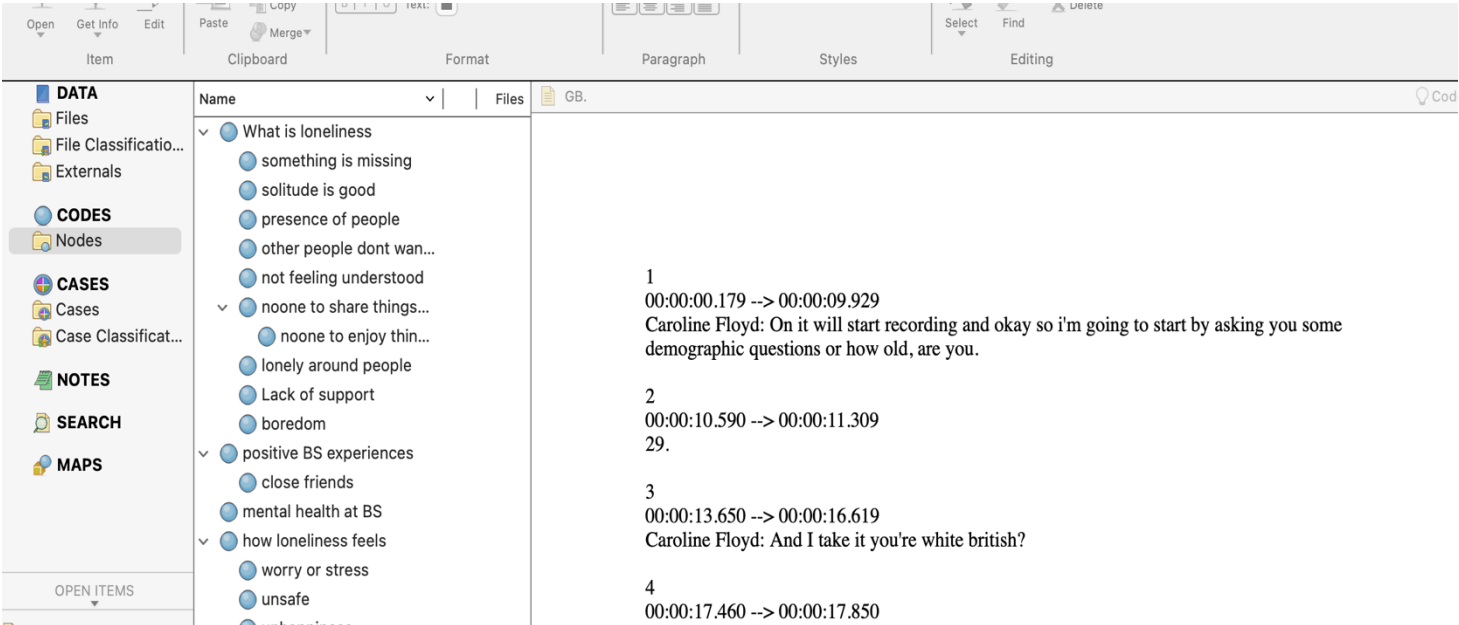 Copy
B I U Text:
Delete
Open Get Info Edit Paste Merge Select Find
Item Clipboard Format Paragraph Styles Editing
DATA
Files
File Classificatio...
Externals
CODES
Nodes
CASES
Cases
Case Classificat...
NOTES
SEARCH
MAPS
OPEN ITEMS
Name Files
What is loneliness
something is missing
solitude is good
presence of people
other people dont wan...
not feeling understood
noone to share things...
noone to enjoy thin...
lonely around people
Lack of support
boredom
positive BS experiences
close friends
mental health at BS
how loneliness feels
worry or stress
unsafe
unhappiness
GB. Cod
1
00:00:00.179 --> 00:00:09.929
Caroline Floyd: On it will start recording and okay so i'm going to start by asking you some
demographic questions or how old, are you.
2
00:00:10.590 --> 00:00:11.309
29.
3
00:00:13.650 --> 00:00:16.619
Caroline Floyd: And I take it you're white british?
4
00:00:17.460 --> 00:00:17.850